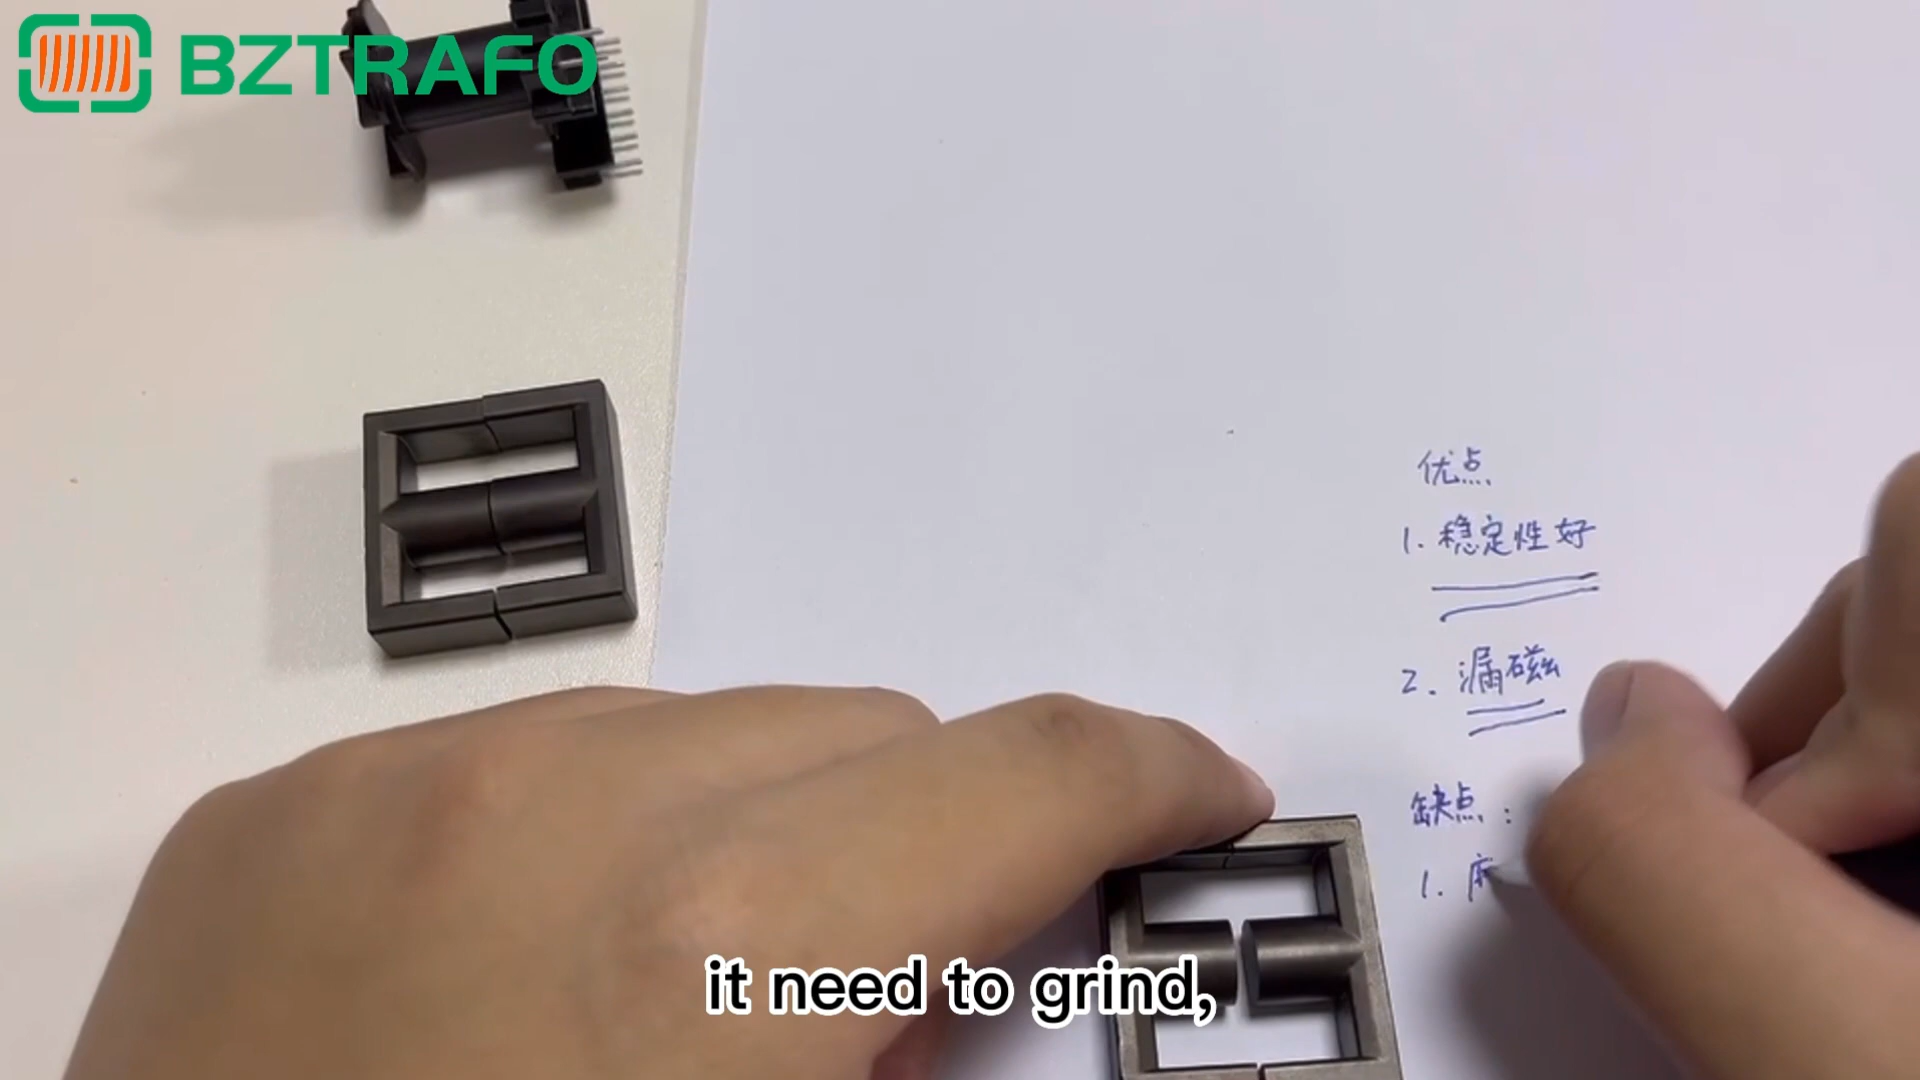 BZTRAFO
优点
1. 稳定性好
2. 漏磁
缺点：
1.
it need to grind,